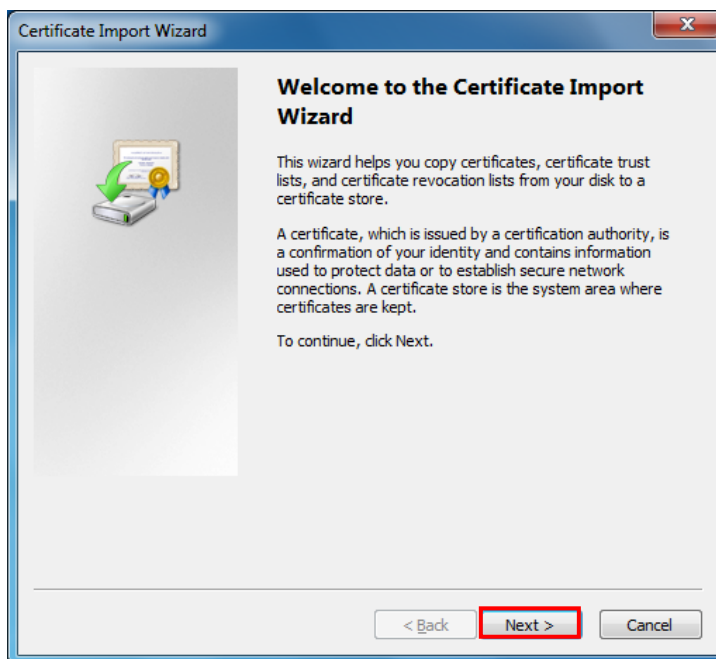 Certificate Import Wizard
Welcome to the Certificate Import
Wizard
This wizard helps you copy certificates, certificate trust
lists, and certificate revocation lists from your disk to a
certificate store.
A certificate, which is issued by a certification authority, is
a confirmation of your identity and contains information
used to protect data or to establish secure network
connections. A certificate store is the system area where
certificates are kept.
To continue, click Next.
< Back Next > Cancel